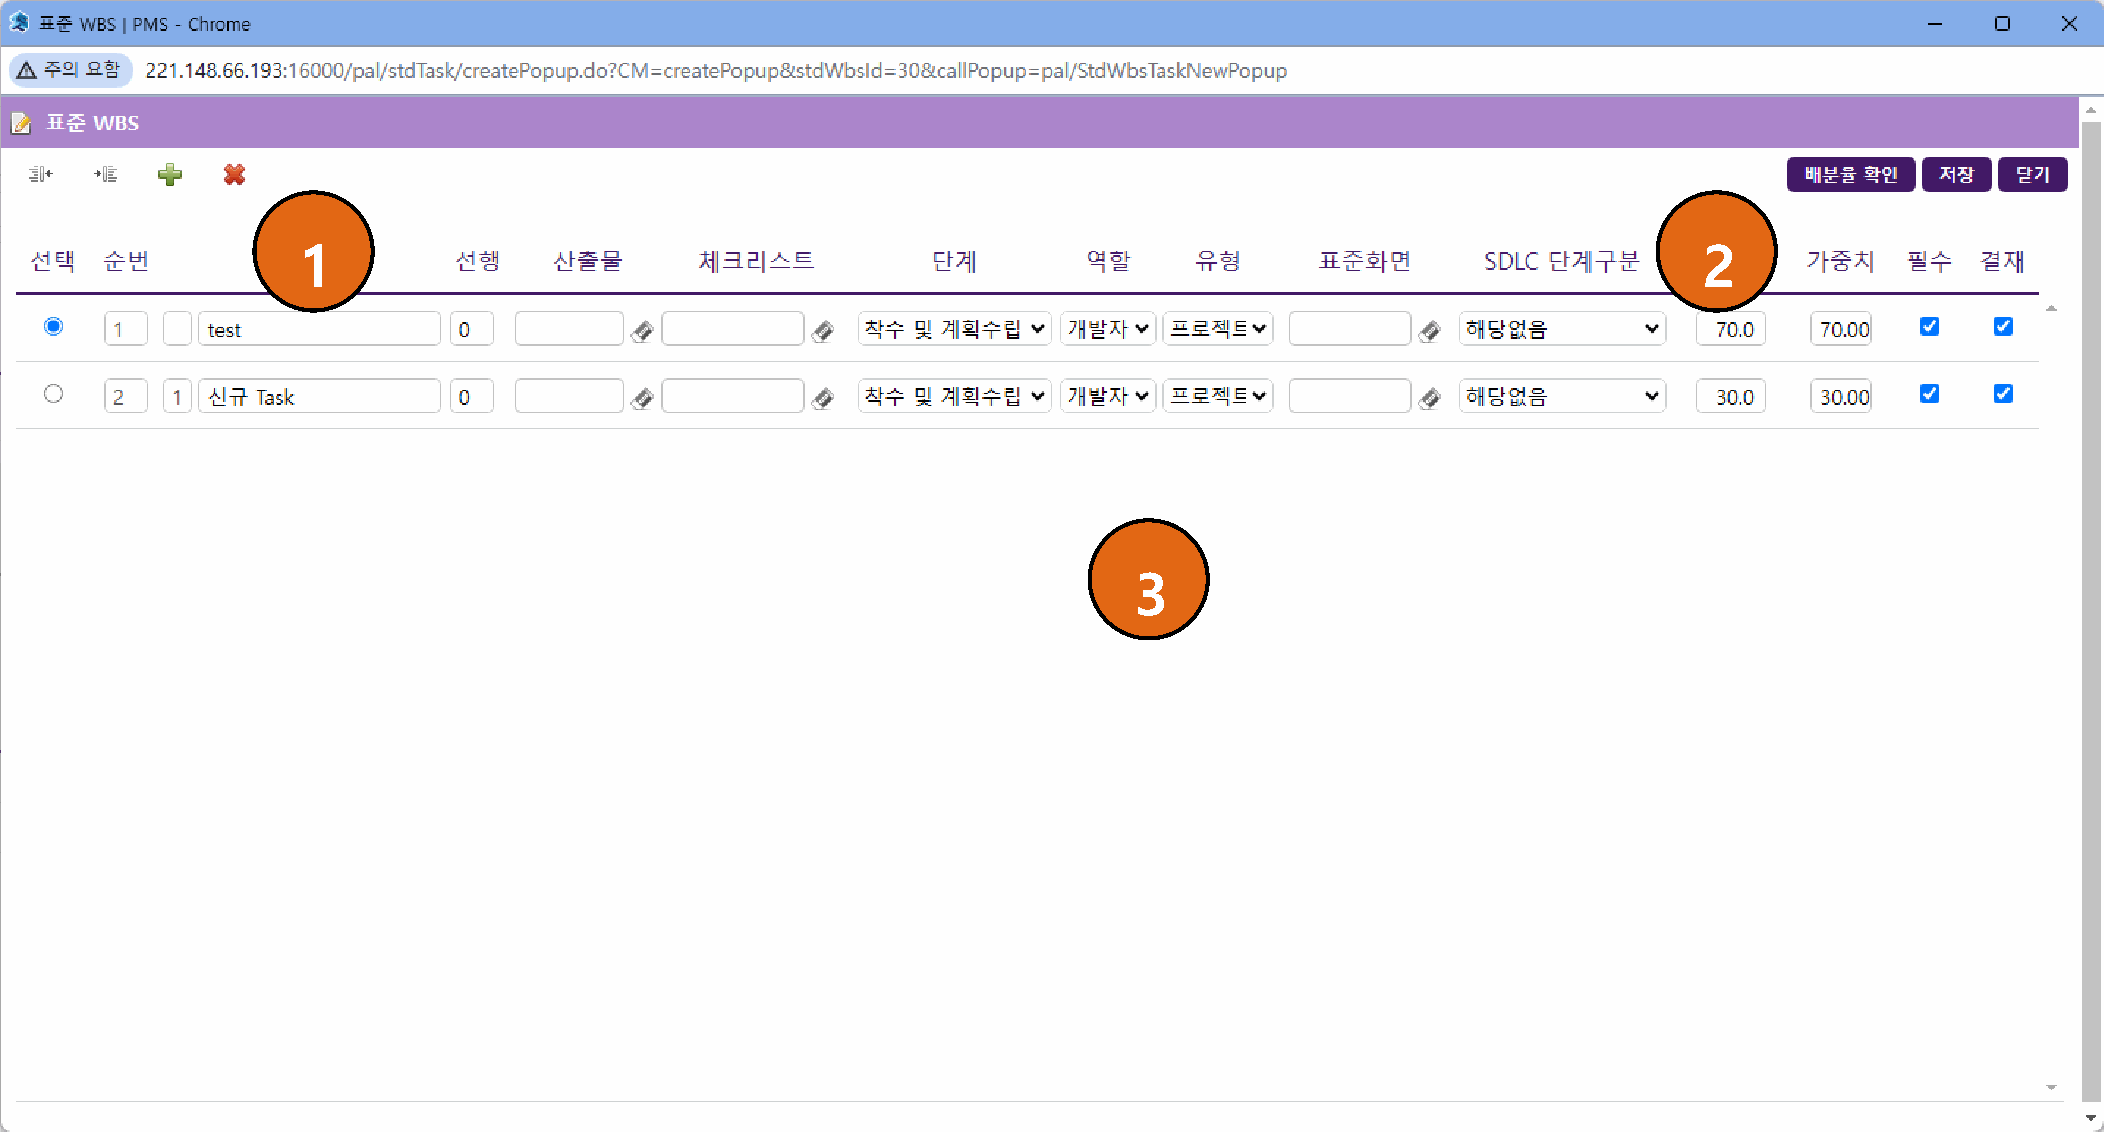 표준 WBS | PMS - Chrome
주의 요함 221.148.66.193:16000/pal/stdTask/createPopup.do?CM=createPopup&stdWbsId=30&callPopup=pal/StdWbsTaskNewPopup
표준 WBS
배분율 확인 저장 닫기
선택 순번 1 선행 산출물 체크리스트 단계 역할 유형 표준화면 SDLC 단계구분 2 가중치 필수 결재
1 test 0 착수 및 계획수립 개발자 프로젝트 해당없음 70.0 70.00
2 1 신규 Task 0 착수 및 계획수립 개발자 프로젝트 해당없음 30.0 30.00
3